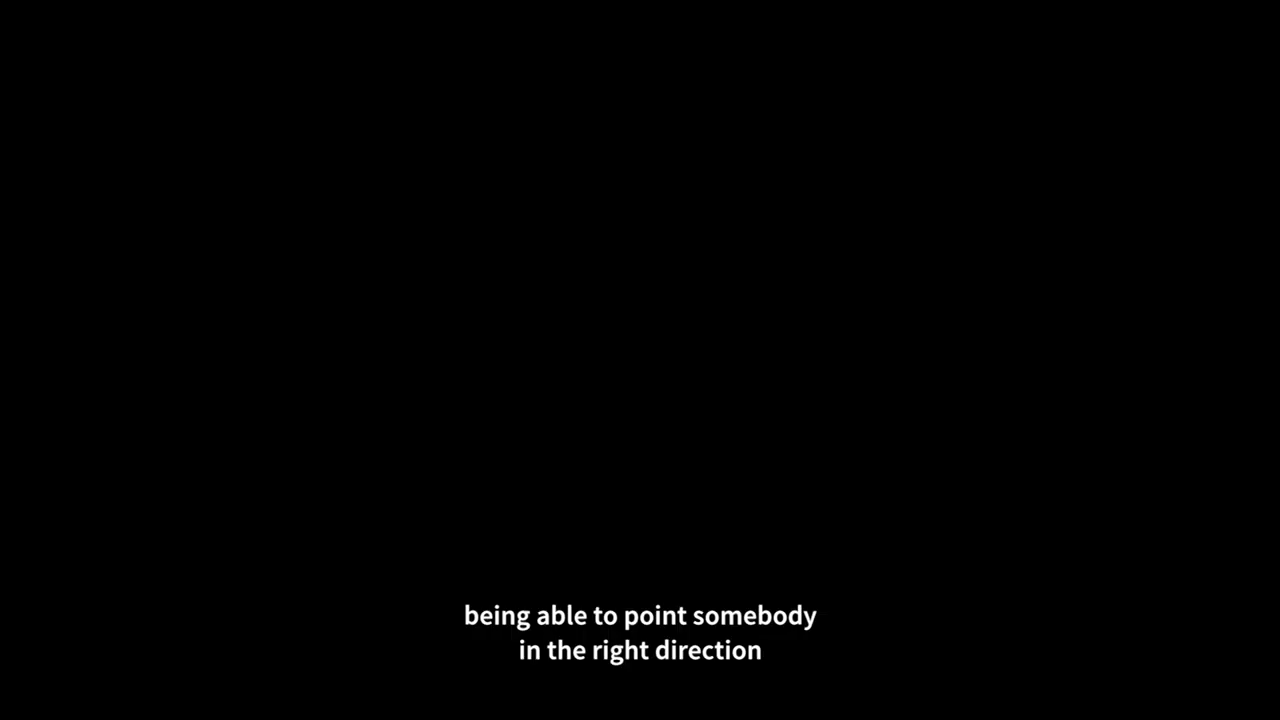 being able to point somebody
in the right direction